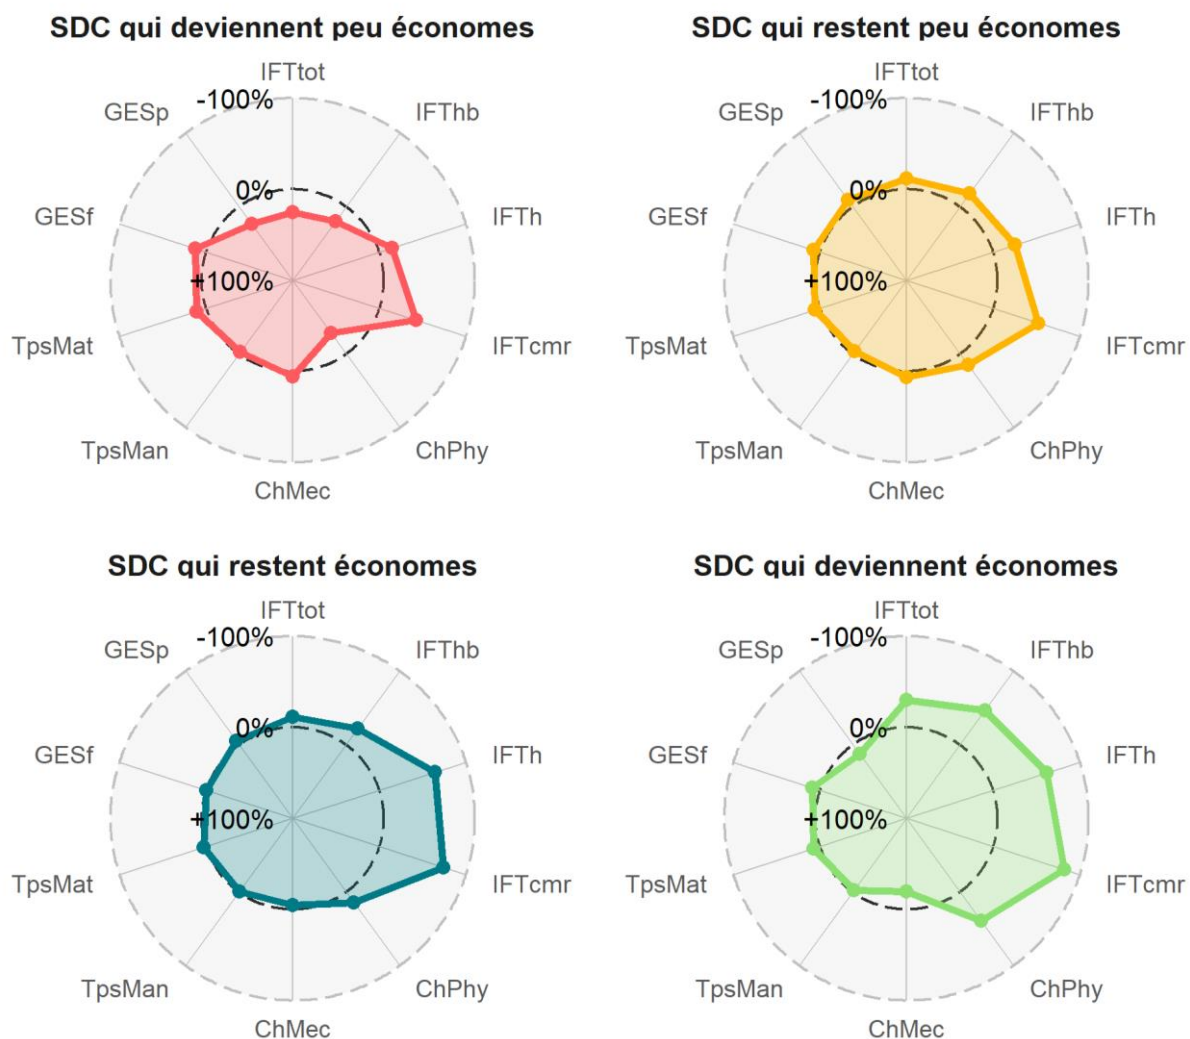 SDC qui deviennent peu économes
IFTtot
-100%
GESp
IFThb
0%
GESf
IFTh
+100%
TpsMat
IFTcmr
TpsMan
ChPhy
ChMec
SDC qui restent peu économes
IFTtot
-100%
GESp
IFThb
0%
GESf
IFTh
+100%
TpsMat
IFTcmr
TpsMan
ChPhy
ChMec
SDC qui restent économes
IFTtot
-100%
GESp
IFThb
0%
GESf
IFTh
+100%
TpsMat
IFTcmr
TpsMan
ChPhy
ChMec
SDC qui deviennent économes
IFTtot
-100%
GESp
IFThb
0%
GESf
IFTh
+100%
TpsMat
IFTcmr
TpsMan
ChPhy
ChMec